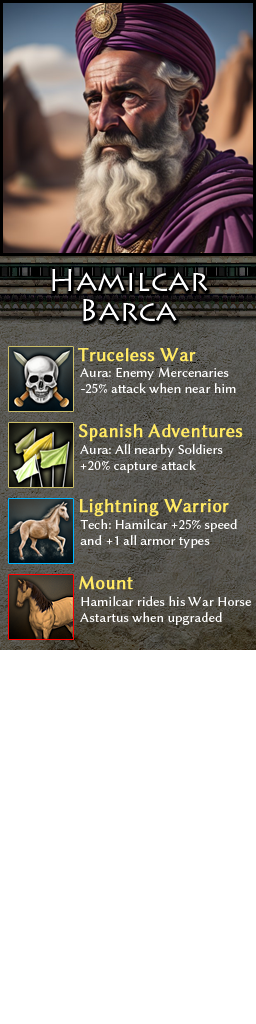 Hamilcar
Barca
Truceless War
Aura: Enemy Mercenaries
-25% attack when near him
Spanish Adventures
Aura: All nearby Soldiers
+20% capture attack
Lightning Warrior
Tech: Hamilcar +25% speed
and +1 all armor types
Mount
Hamilcar rides his War Horse
Astartus when upgraded